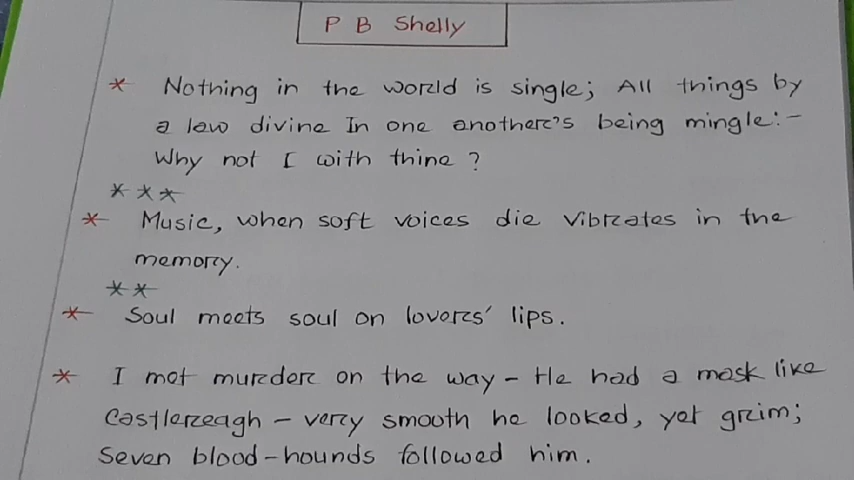 P B Shelly
* Nothing in the world is single; All things by
a law divine In one another's being mingle:-
Why not I with thine ?
* * *
* Music, when soft voices die vibrates in the
memory.
* *
* Soul meets soul on lovers' lips.
* I met murder on the way - He had a mask like
Castlereagh - very smooth he looked, yet grim;
Seven blood-hounds followed him.